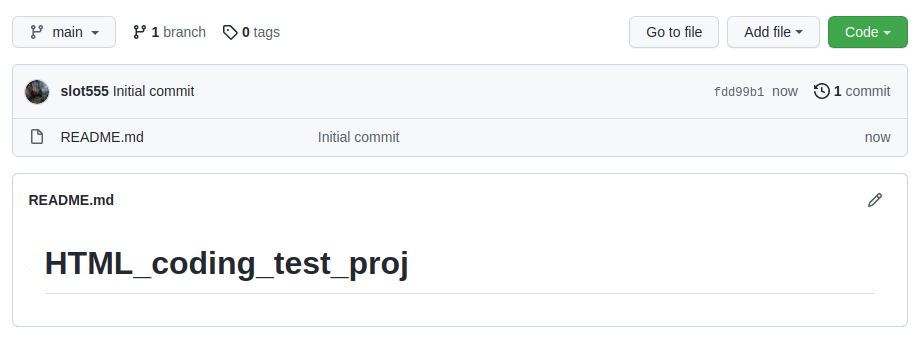 main 1 branch 0 tags Go to file Add file Code
slot555 Initial commit fdd99b1 now 1 commit
README.md Initial commit now
README.md
HTML_coding_test_proj